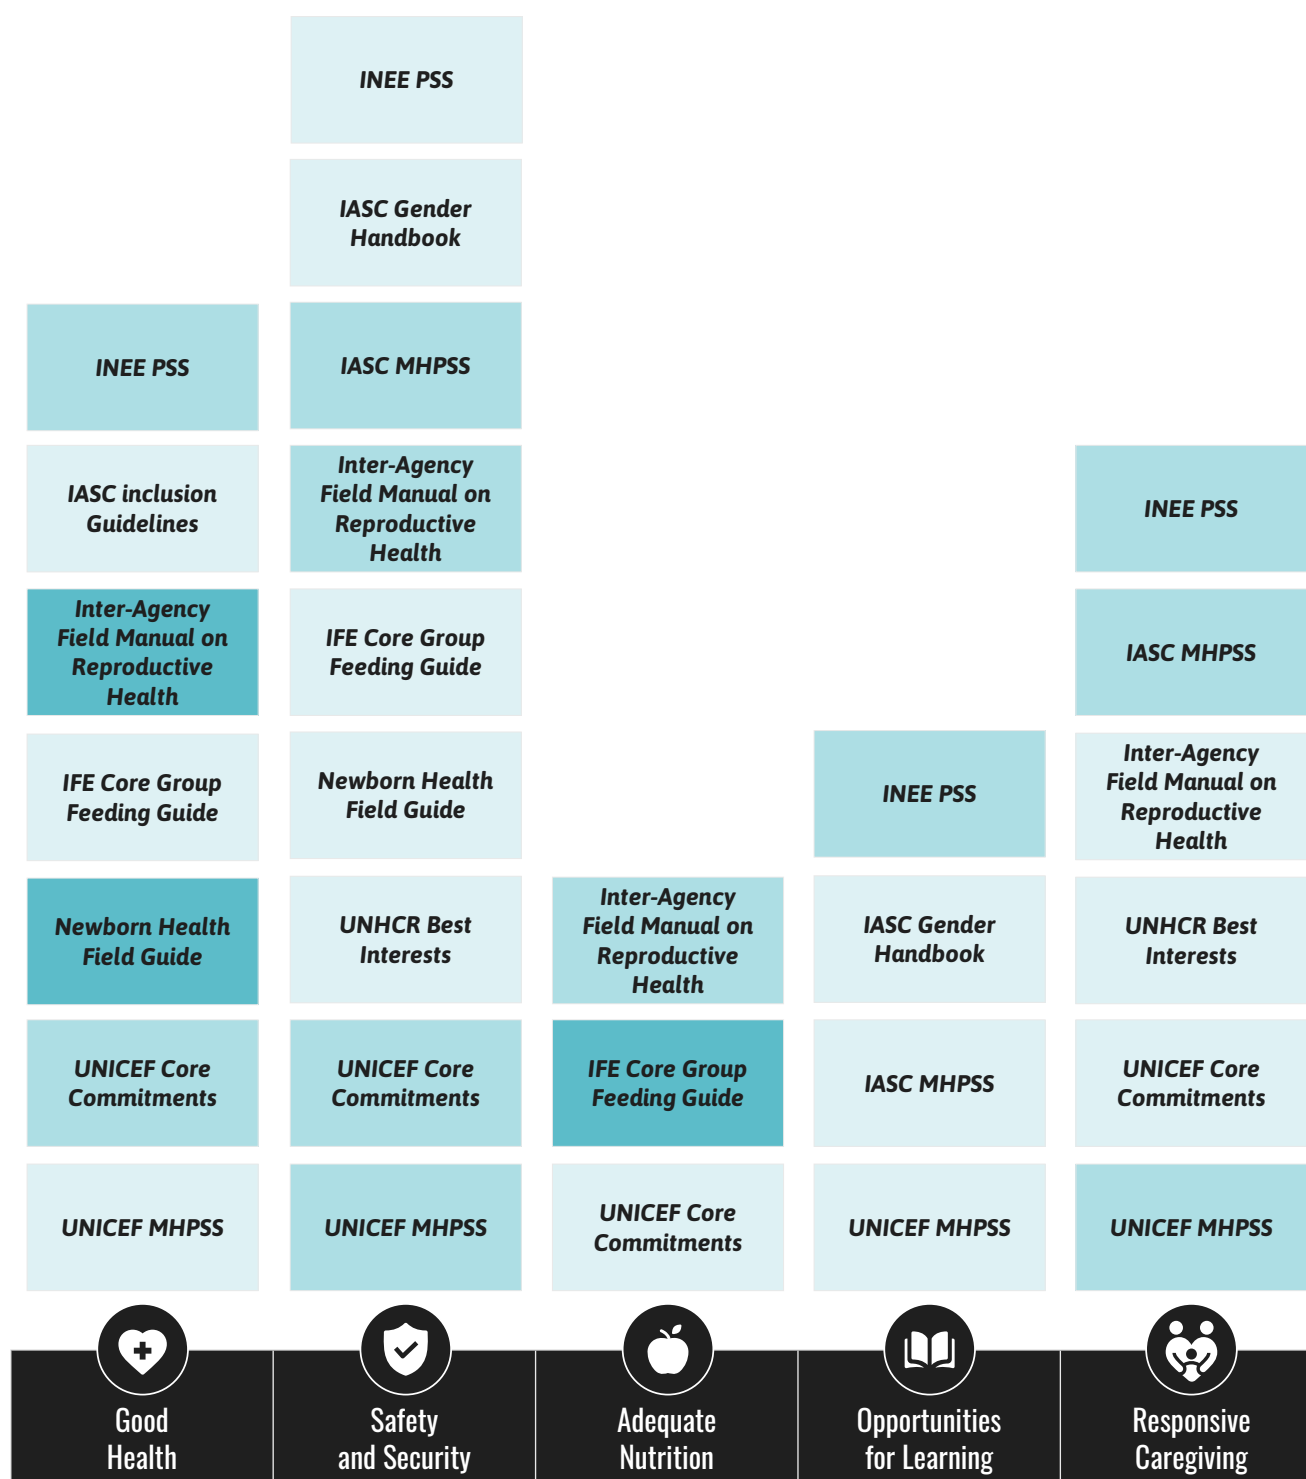 INEE PSS
IASC inclusion
Guidelines
Inter-Agency
Field Manual on
Reproductive
Health
IFE Core Group
Feeding Guide
Newborn Health
Field Guide
UNICEF Core
Commitments
UNICEF MHPSS
Good
Health
INEE PSS
IASC Gender
Handbook
IASC MHPSS
Inter-Agency
Field Manual on
Reproductive
Health
IFE Core Group
Feeding Guide
Newborn Health
Field Guide
UNHCR Best
Interests
UNICEF Core
Commitments
UNICEF MHPSS
Safety
and Security
Inter-Agency
Field Manual on
Reproductive
Health
IFE Core Group
Feeding Guide
UNICEF Core
Commitments
Adequate
Nutrition
INEE PSS
IASC Gender
Handbook
IASC MHPSS
UNICEF MHPSS
Opportunities
for Learning
INEE PSS
IASC MHPSS
Inter-Agency
Field Manual on
Reproductive
Health
UNHCR Best
Interests
UNICEF Core
Commitments
UNICEF MHPSS
Responsive
Caregiving